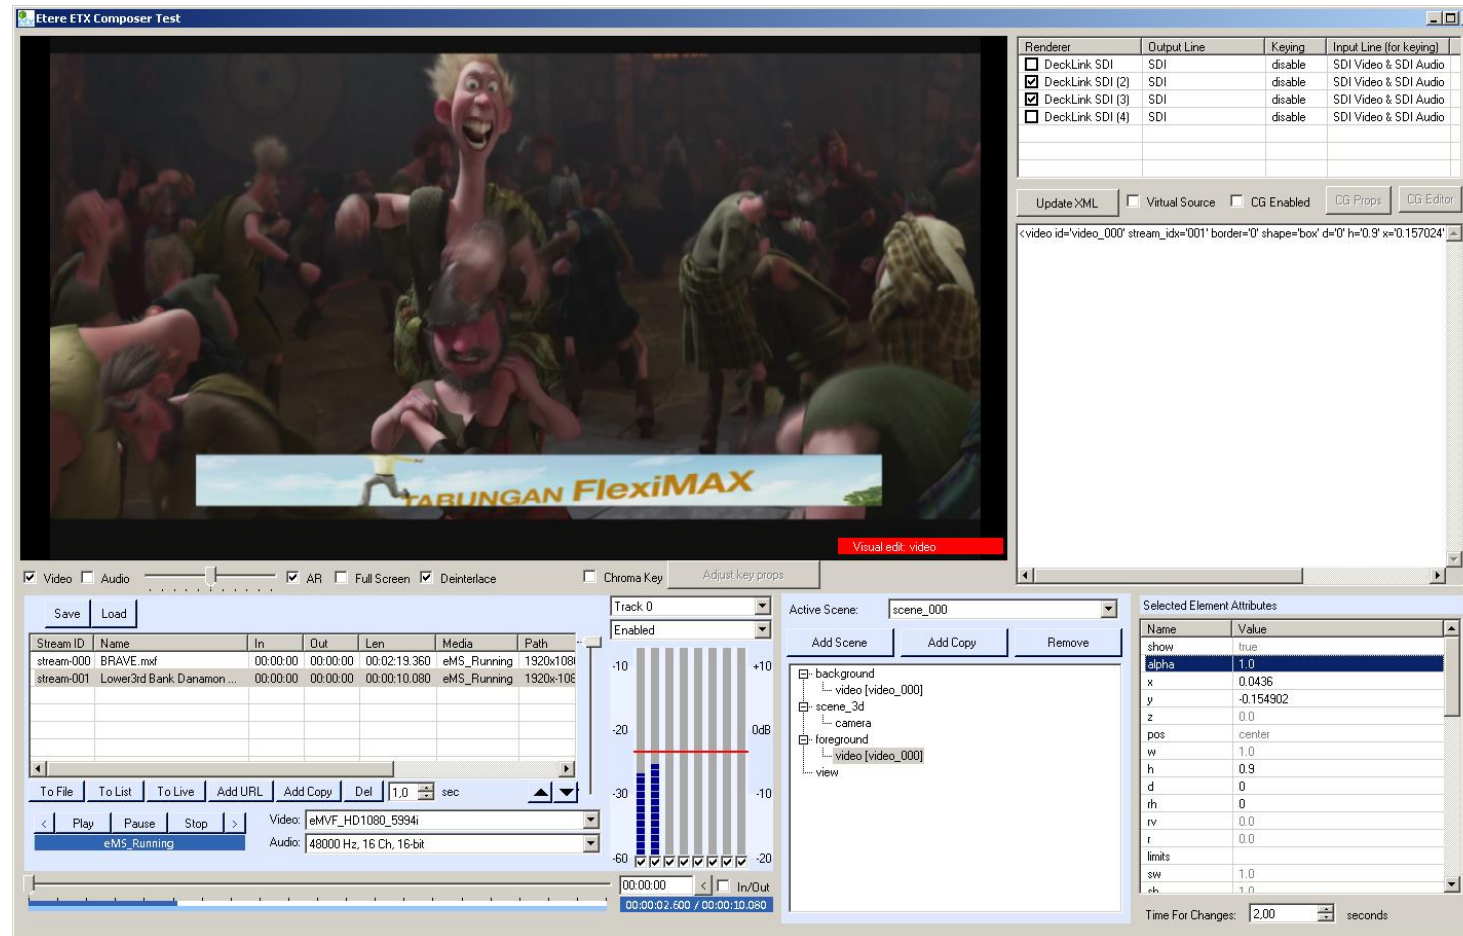 Etere ETX Composer Test
Renderer Output Line Keying Input Line (for keying)
DeckLink SDI SDI disable SDI Video & SDI Audio
DeckLink SDI (2) SDI disable SDI Video & SDI Audio
DeckLink SDI (3) SDI disable SDI Video & SDI Audio
DeckLink SDI (4) SDI disable SDI Video & SDI Audio
Update XML Virtual Source CG Enabled CG Props CG Editor
<video id='video_000' stream_idx='001' border='0' shape='box' d='0' h='0.9' x='0.157024'
TABUNGAN FlexiMAX
Visual edit: video
Video Audio AR Full Screen Deinterlace Chroma Key Adjust key props
Save Load
Stream ID Name In Out Len Media Path
stream-000 BRAVE.mxf 00:00:00 00:00:00 00:02:19.360 eMS_Running 1920x108
stream-001 Lower3rd Bank Danamon ... 00:00:00 00:00:00 00:00:10.080 eMS_Running 1920x-108
To File To List To Live Add URL Add Copy Del 1,0 sec
< Play Pause Stop >
eMS_Running
Video: eMVF_HD1080_5994i
Audio: 48000 Hz, 16 Ch, 16-bit
Track 0
Enabled
-10 +10
-20 0dB
-30 -10
-60 -20
00:00:00 < In/Out
00:00:02.600 / 00:00:10.080
Active Scene: scene_000
Add Scene Add Copy Remove
background
video [video_000]
scene_3d
camera
foreground
video [video_000]
view
Selected Element Attributes
Name Value
show true
alpha 1.0
x 0.0436
y -0.154902
z 0.0
pos center
w 1.0
h 0.9
d 0
rh 0
rv 0.0
r 0.0
limits
sw 1.0
sh 1.0
Time For Changes: 2,00 seconds